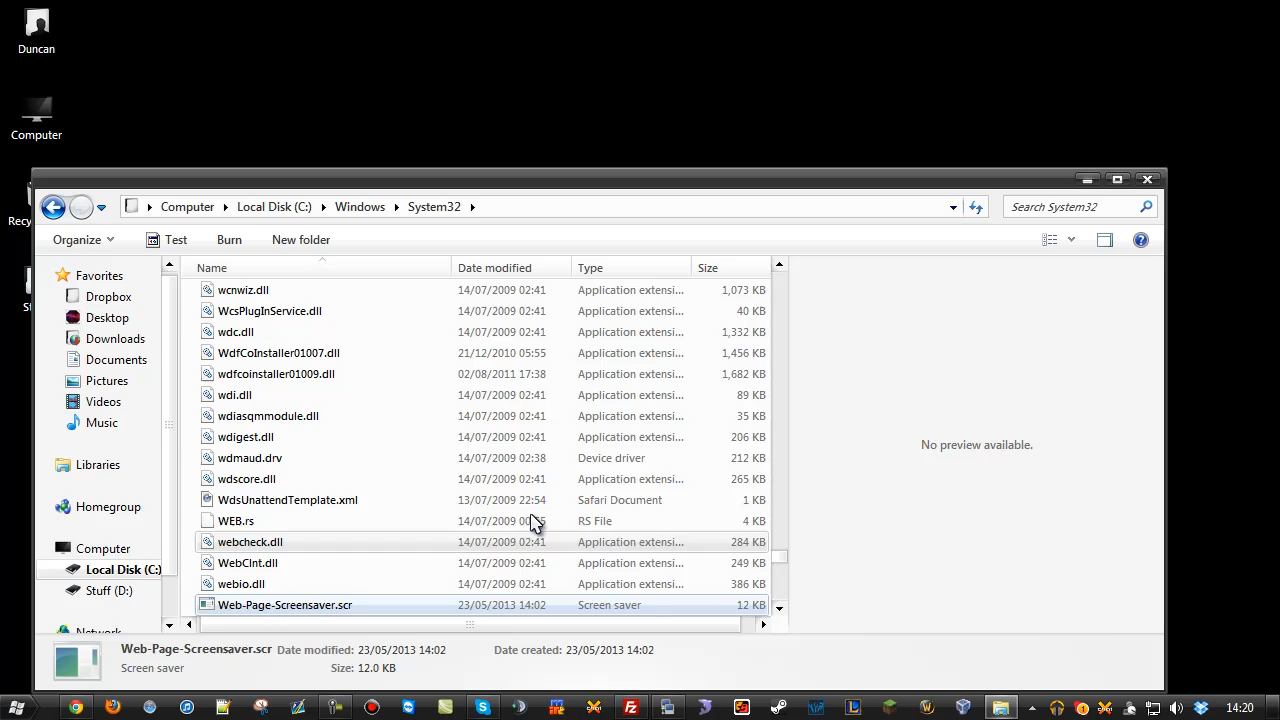 Duncan
Computer
Recy
St
Computer Local Disk (C:) Windows System32
Search System32
Organize Test Burn New folder
Name Date modified Type Size
Favorites
Dropbox
Desktop
Downloads
Documents
Pictures
Videos
Music
Libraries
Homegroup
Computer
Local Disk (C:)
Stuff (D:)
Network
wcnwiz.dll 14/07/2009 02:41 Application extensi... 1,073 KB
WcsPlugInService.dll 14/07/2009 02:41 Application extensi... 40 KB
wdc.dll 14/07/2009 02:41 Application extensi... 1,332 KB
WdfCoInstaller01007.dll 21/12/2010 05:55 Application extensi... 1,456 KB
wdfcoinstaller01009.dll 02/08/2011 17:38 Application extensi... 1,682 KB
wdi.dll 14/07/2009 02:41 Application extensi... 89 KB
wdiasqmmodule.dll 14/07/2009 02:41 Application extensi... 35 KB
wdigest.dll 14/07/2009 02:41 Application extensi... 206 KB
wdmaud.drv 14/07/2009 02:38 Device driver 212 KB
wdscore.dll 14/07/2009 02:41 Application extensi... 265 KB
WdsUnattendTemplate.xml 13/07/2009 22:54 Safari Document 1 KB
WEB.rs 14/07/2009 RS File 4 KB
webcheck.dll 14/07/2009 02:41 Application extensi... 284 KB
WebClnt.dll 14/07/2009 02:41 Application extensi... 249 KB
webio.dll 14/07/2009 02:41 Application extensi... 386 KB
Web-Page-Screensaver.scr 23/05/2013 14:02 Screen saver 12 KB
No preview available.
Web-Page-Screensaver.scr Date modified: 23/05/2013 14:02 Date created: 23/05/2013 14:02
Screen saver Size: 12.0 KB
14:20